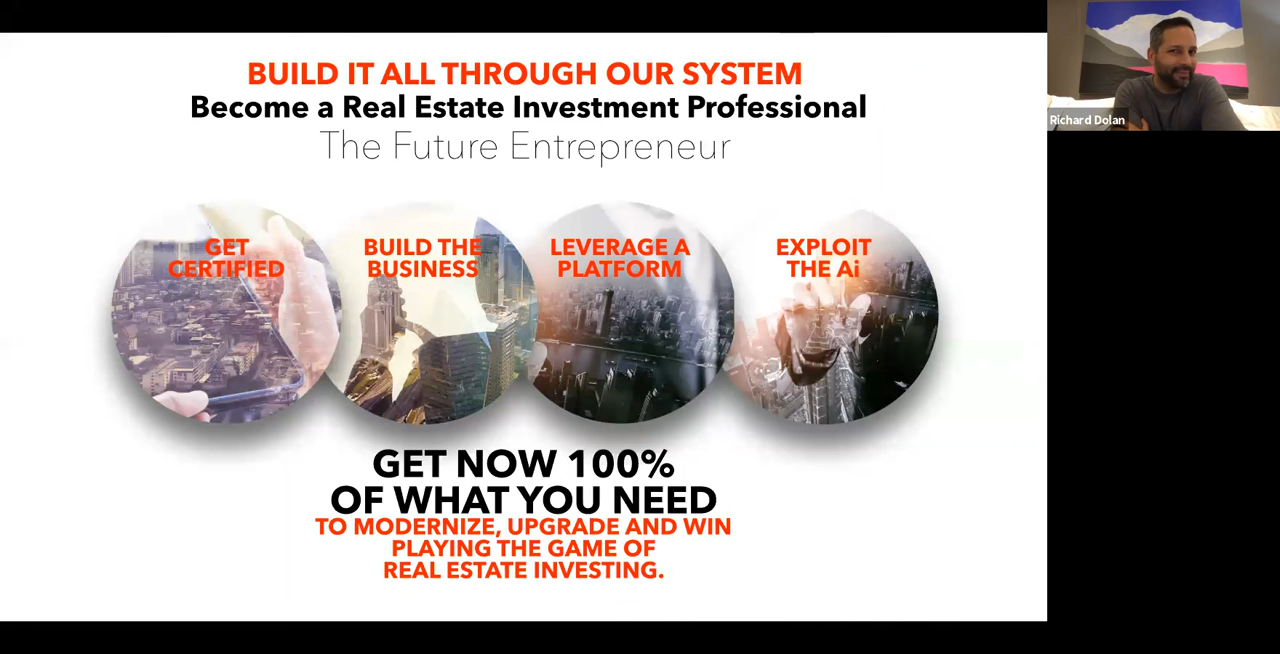 BUILD IT ALL THROUGH OUR SYSTEM
Become a Real Estate Investment Professional
The Future Entrepreneur
GET
CERTIFIED
BUILD THE
BUSINESS
LEVERAGE A
PLATFORM
EXPLOIT
THE Ai
GET NOW 100%
OF WHAT YOU NEED
TO MODERNIZE, UPGRADE AND WIN
PLAYING THE GAME OF
REAL ESTATE INVESTING.
Richard Dolan